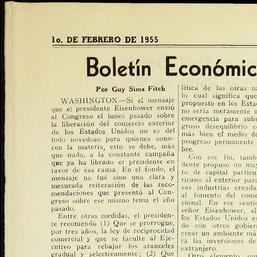 1o. DE FEBRERO DE 1955
Boletín Económic
Por Guy Sims Fitch
WASHINGTON.—Si el mensaje
que el presidente Eisenhower envió
al Congreso el lunes pasado sobre
la liberación del comercio exterior
de los Estados Unidos no es del
todo novedoso para quienes cono-
cen la materia, esto se debe, más
que nada, a la constante campaña
que ya ha librado el presidente en
favor de esa causa. En el fondo, el
mensaje no fué sino una clara y
mesurada reiteración de las reco-
mendaciones que presentó al Con-
greso sobre ese mismo tema el año
pasado.
Entre otras medidas, el presiden-
te recomendó (1) Que se prorrogue,
por tres años, la ley de reciprocidad
comercial y que se faculte al Eje-
cutivo para rebajar los aranceles
gradual y selectivamente; (2) Que
lítica de las otras na
lo cual significa que
propuesto en los Estad
no sería meramente u
emergencia para subs
groso desequilibrio c
más bien el medio de
progreso permanente
bre.
Con ese fin, tamb
dente propuso un may
to de capital particu
tranjero al exterior pa
vas industrias creadas
al fomento del come
cional. En ese sentid
señor Eisenhower, el
los Estados Unidos e
do con otros gobiern
crear un ambiente má
ra las inversiones de
extranjero.
Otro elemento